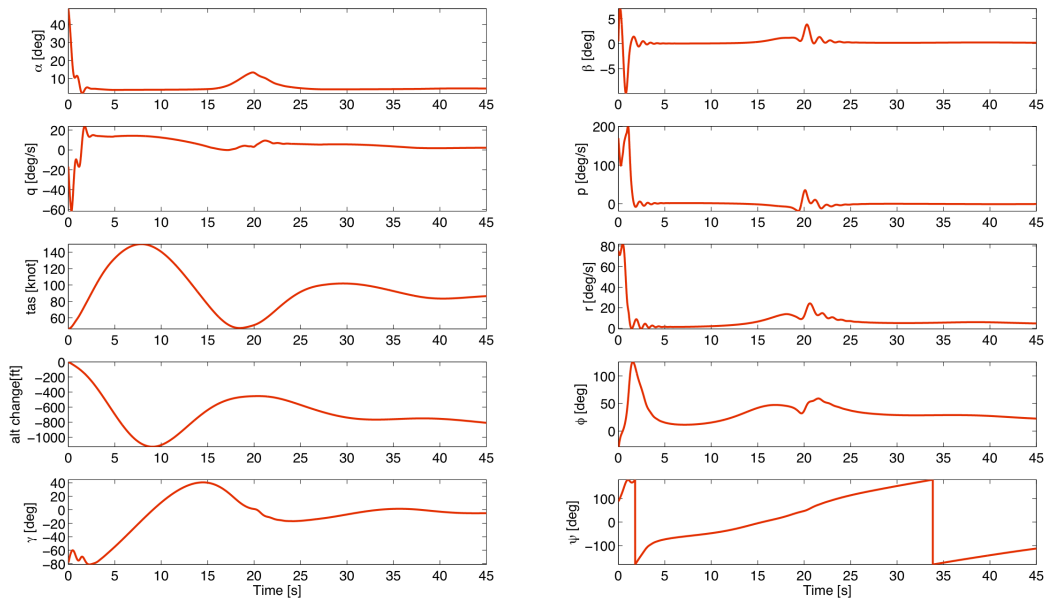 α [deg]
40
30
20
10
0 5 10 15 20 25 30 35 40 45
q [deg/s]
20
0
−20
−40
−60
0 5 10 15 20 25 30 35 40 45
tas [knot]
140
120
100
80
60
0 5 10 15 20 25 30 35 40 45
alt change[ft]
0
−200
−400
−600
−800
−1000
0 5 10 15 20 25 30 35 40 45
γ [deg]
40
20
0
−20
−40
−60
−80
0 5 10 15 20 25 30 35 40 45
Time [s]
β [deg]
5
0
−5
0 5 10 15 20 25 30 35 40 45
p [deg/s]
200
100
0
0 5 10 15 20 25 30 35 40 45
r [deg/s]
80
60
40
20
0
0 5 10 15 20 25 30 35 40 45
ϕ [deg]
100
50
0
0 5 10 15 20 25 30 35 40 45
ψ [deg]
100
0
−100
0 5 10 15 20 25 30 35 40 45
Time [s]